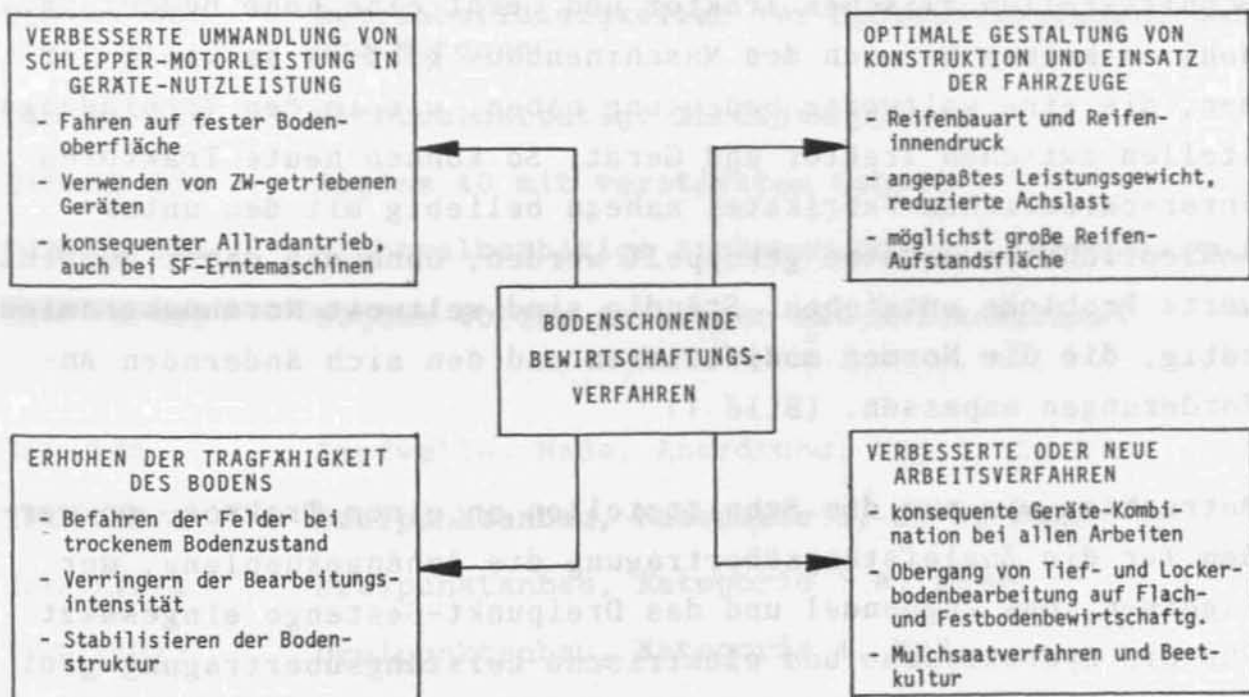 VERBESSERTE UMWANDLUNG VON
SCHLEPPER-MOTORLEISTUNG IN
GERÄTE-NUTZLEISTUNG
- Fahren auf fester Boden-
oberfläche
- Verwenden von ZW-getriebenen
Geräten
- konsequenter Allradantrieb,
auch bei SF-Erntemaschinen
OPTIMALE GESTALTUNG VON
KONSTRUKTION UND EINSATZ
DER FAHRZEUGE
- Reifenbauart und Reifen-
innendruck
- angepaßtes Leistungsgewicht,
reduzierte Achslast
- möglichst große Reifen-
Aufstandsfläche
BODENSCHONENDE
BEWIRTSCHAFTUNGS-
VERFAHREN
ERHÖHEN DER TRAGFÄHIGKEIT
DES BODENS
- Befahren der Felder bei
trockenem Bodenzustand
- Verringern der Bearbeitungs-
intensität
- Stabilisieren der Boden-
struktur
VERBESSERTE ODER NEUE
ARBEITSVERFAHREN
- konsequente Geräte-Kombi-
nation bei allen Arbeiten
- Obergang von Tief- und Locker-
bodenbearbeitung auf Flach-
und Festbodenbewirtschaftg.
- Mulchsaatverfahren und Beet-
kultur